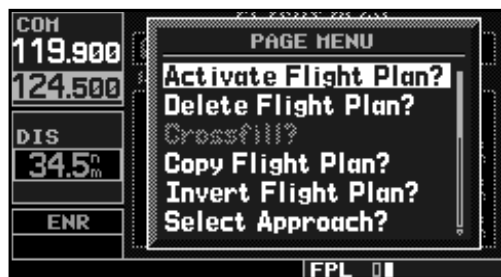 COM
119.900
124.500
DIS
34.5nm
ENR
PAGE MENU
Activate Flight Plan?
Delete Flight Plan?
Crossfill?
Copy Flight Plan?
Invert Flight Plan?
Select Approach?
FPL